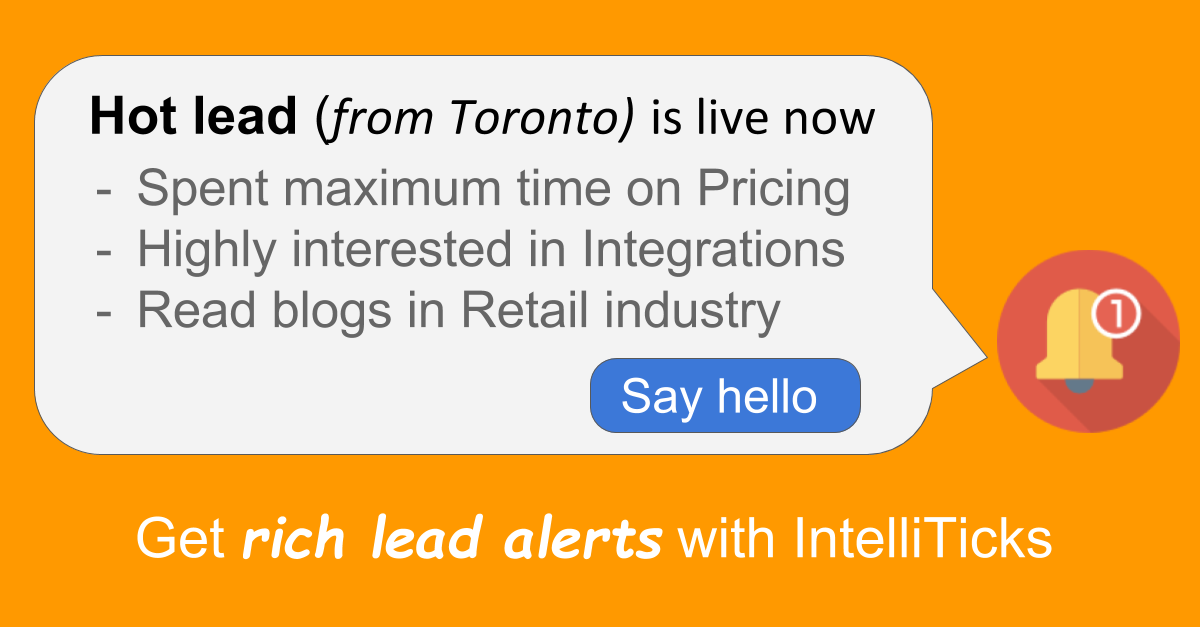 Hot lead (from Toronto) is live now
- Spent maximum time on Pricing
- Highly interested in Integrations
- Read blogs in Retail industry
1
Say hello
Get rich lead alerts with IntelliTicks